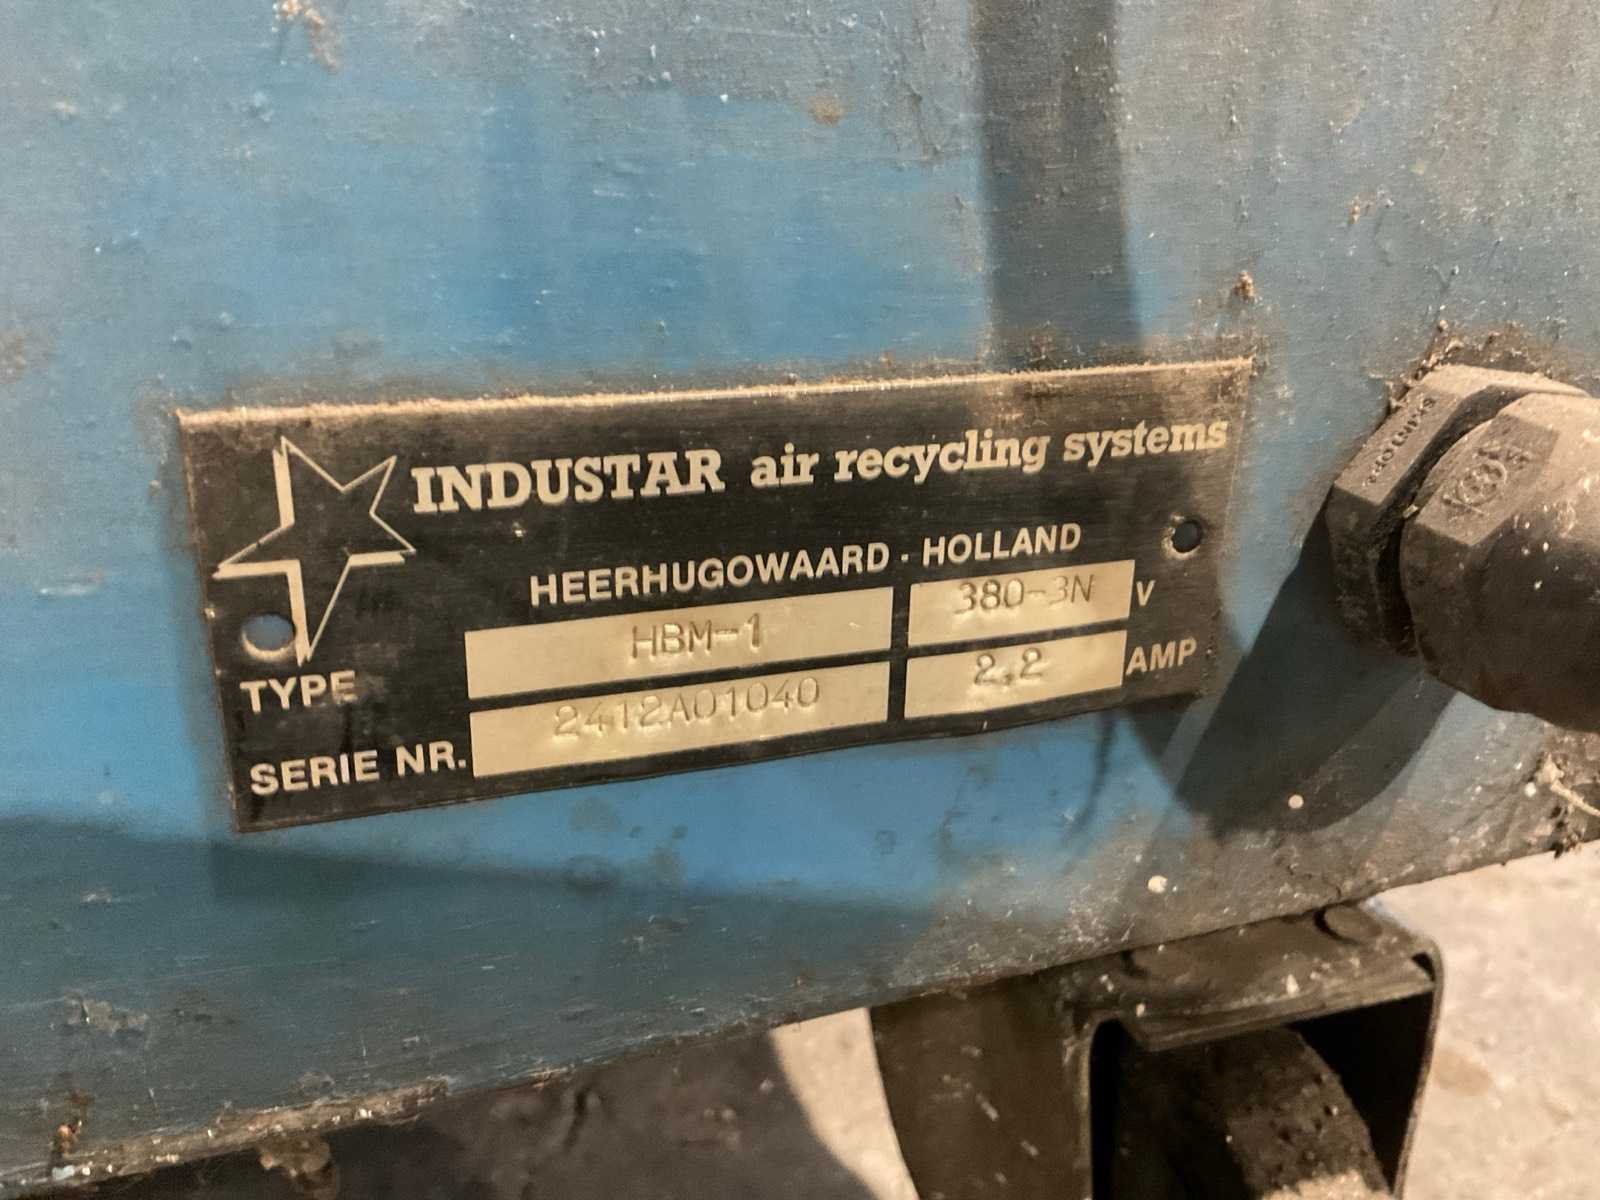 INDUSTAR air recycling systems
HEERHUGOWAARD - HOLLAND
TYPE HBM-1 380-3N V
SERIE NR. 2412A01040 2,2 AMP